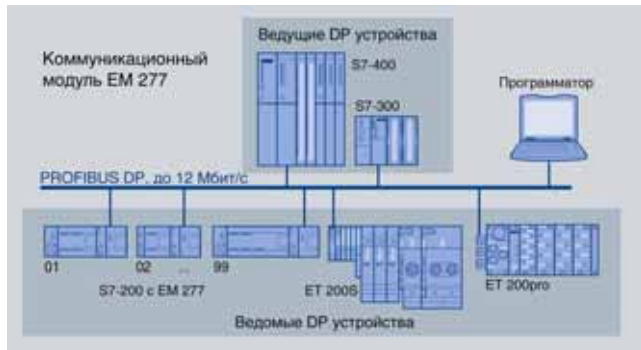 Ведущие DP устройства
Коммуникационный
модуль EM 277
S7-400
Программатор
S7-300
PROFIBUS DP, до 12 Мбит/с
01
02
...
99
S7-200 с EM 277
ET 200S
ET 200pro
Ведомые DP устройства